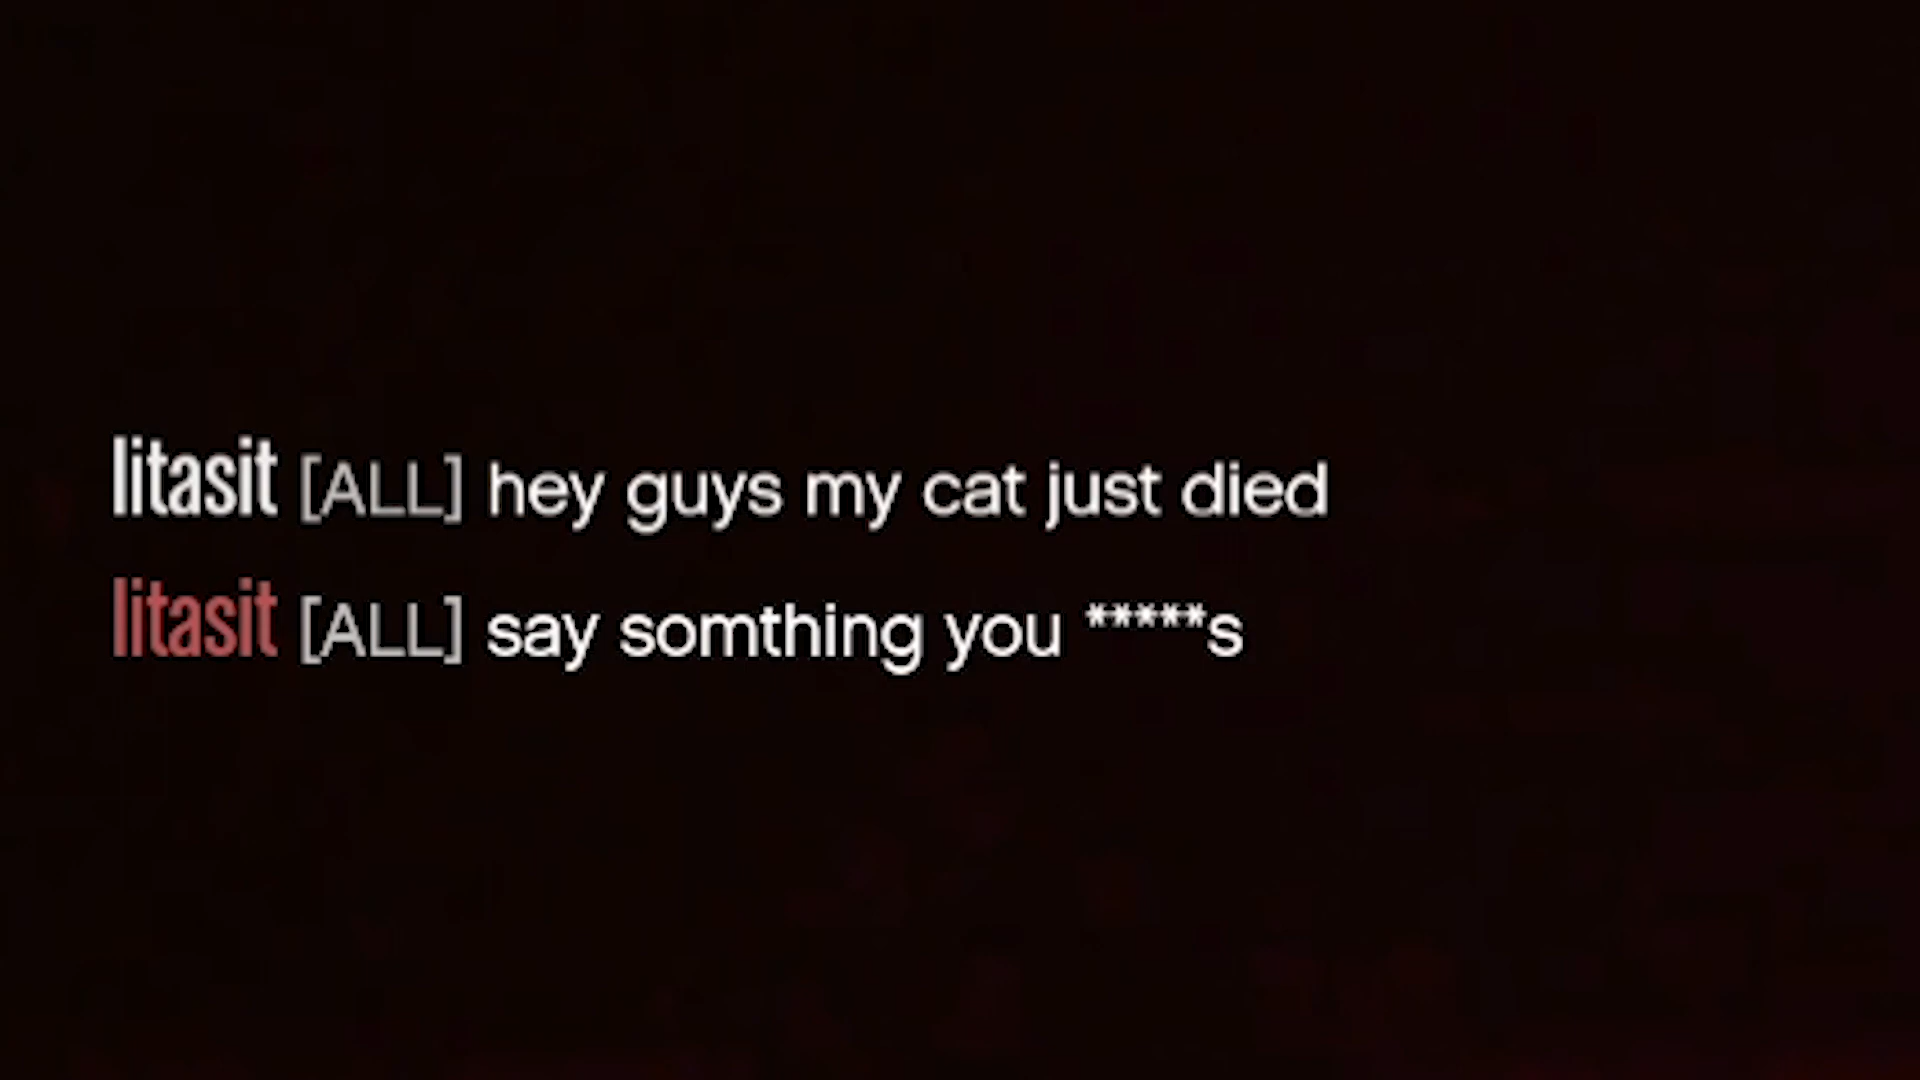 litasit [ALL] hey guys my cat just died
litasit [ALL] say somthing you *****s